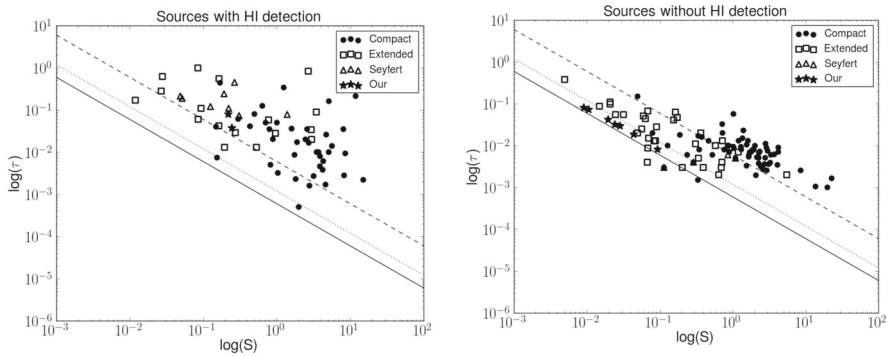 Sources with HI detection
Compact
Extended
Seyfert
Our
log(τ)
10^1
10^0
10^-1
10^-2
10^-3
10^-4
10^-5
10^-6
10^-3 10^-2 10^-1 10^0 10^1 10^2
log(S)
Sources without HI detection
Compact
Extended
Seyfert
Our
log(τ)
10^1
10^0
10^-1
10^-2
10^-3
10^-4
10^-5
10^-6
10^-3 10^-2 10^-1 10^0 10^1 10^2
log(S)